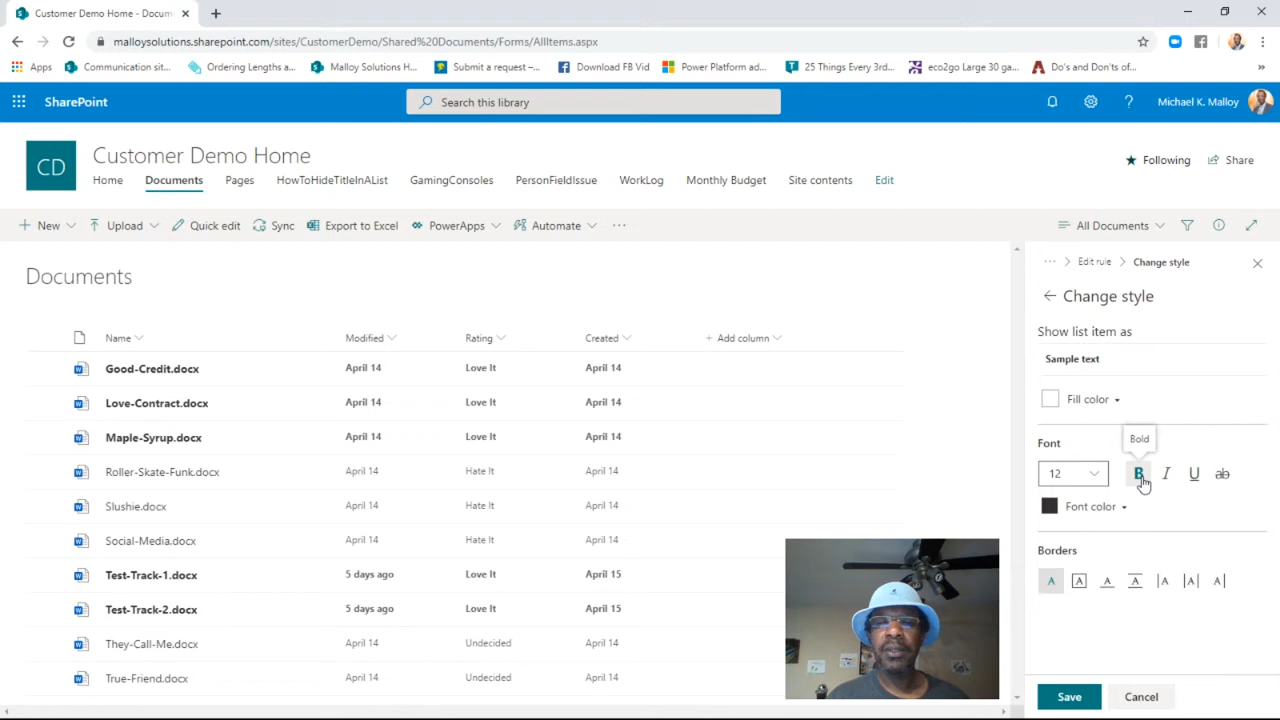 Customer Demo Home - Docum
malloysolutions.sharepoint.com/sites/CustomerDemo/Shared%20Documents/Forms/AllItems.aspx
Apps Communication sit... Ordering Lengths a... Malloy Solutions H... Submit a request –... Download FB Vid Power Platform ad... 25 Things Every 3rd... eco2go Large 30 ga... Do's and Don'ts of... »
SharePoint Search this library ? Michael K. Malloy
CD Customer Demo Home Following Share
Home Documents Pages HowToHideTitleInAList GamingConsoles PersonFieldIssue WorkLog Monthly Budget Site contents Edit
New Upload Quick edit Sync Export to Excel PowerApps Automate ... All Documents
Documents
Name Modified Rating Created + Add column
Good-Credit.docx April 14 Love It April 14
Love-Contract.docx April 14 Love It April 14
Maple-Syrup.docx April 14 Love It April 14
Roller-Skate-Funk.docx April 14 Hate It April 14
Slushie.docx April 14 Hate It April 14
Social-Media.docx April 14 Hate It April 14
Test-Track-1.docx 5 days ago Love It April 15
Test-Track-2.docx 5 days ago Love It April 15
They-Call-Me.docx April 14 Undecided April 14
True-Friend.docx April 14 Undecided April 14
... > Edit rule > Change style
Change style
Show list item as
Sample text
Fill color
Font
Bold
12 B I U ab
Font color
Borders
A A A A A A A
Save Cancel